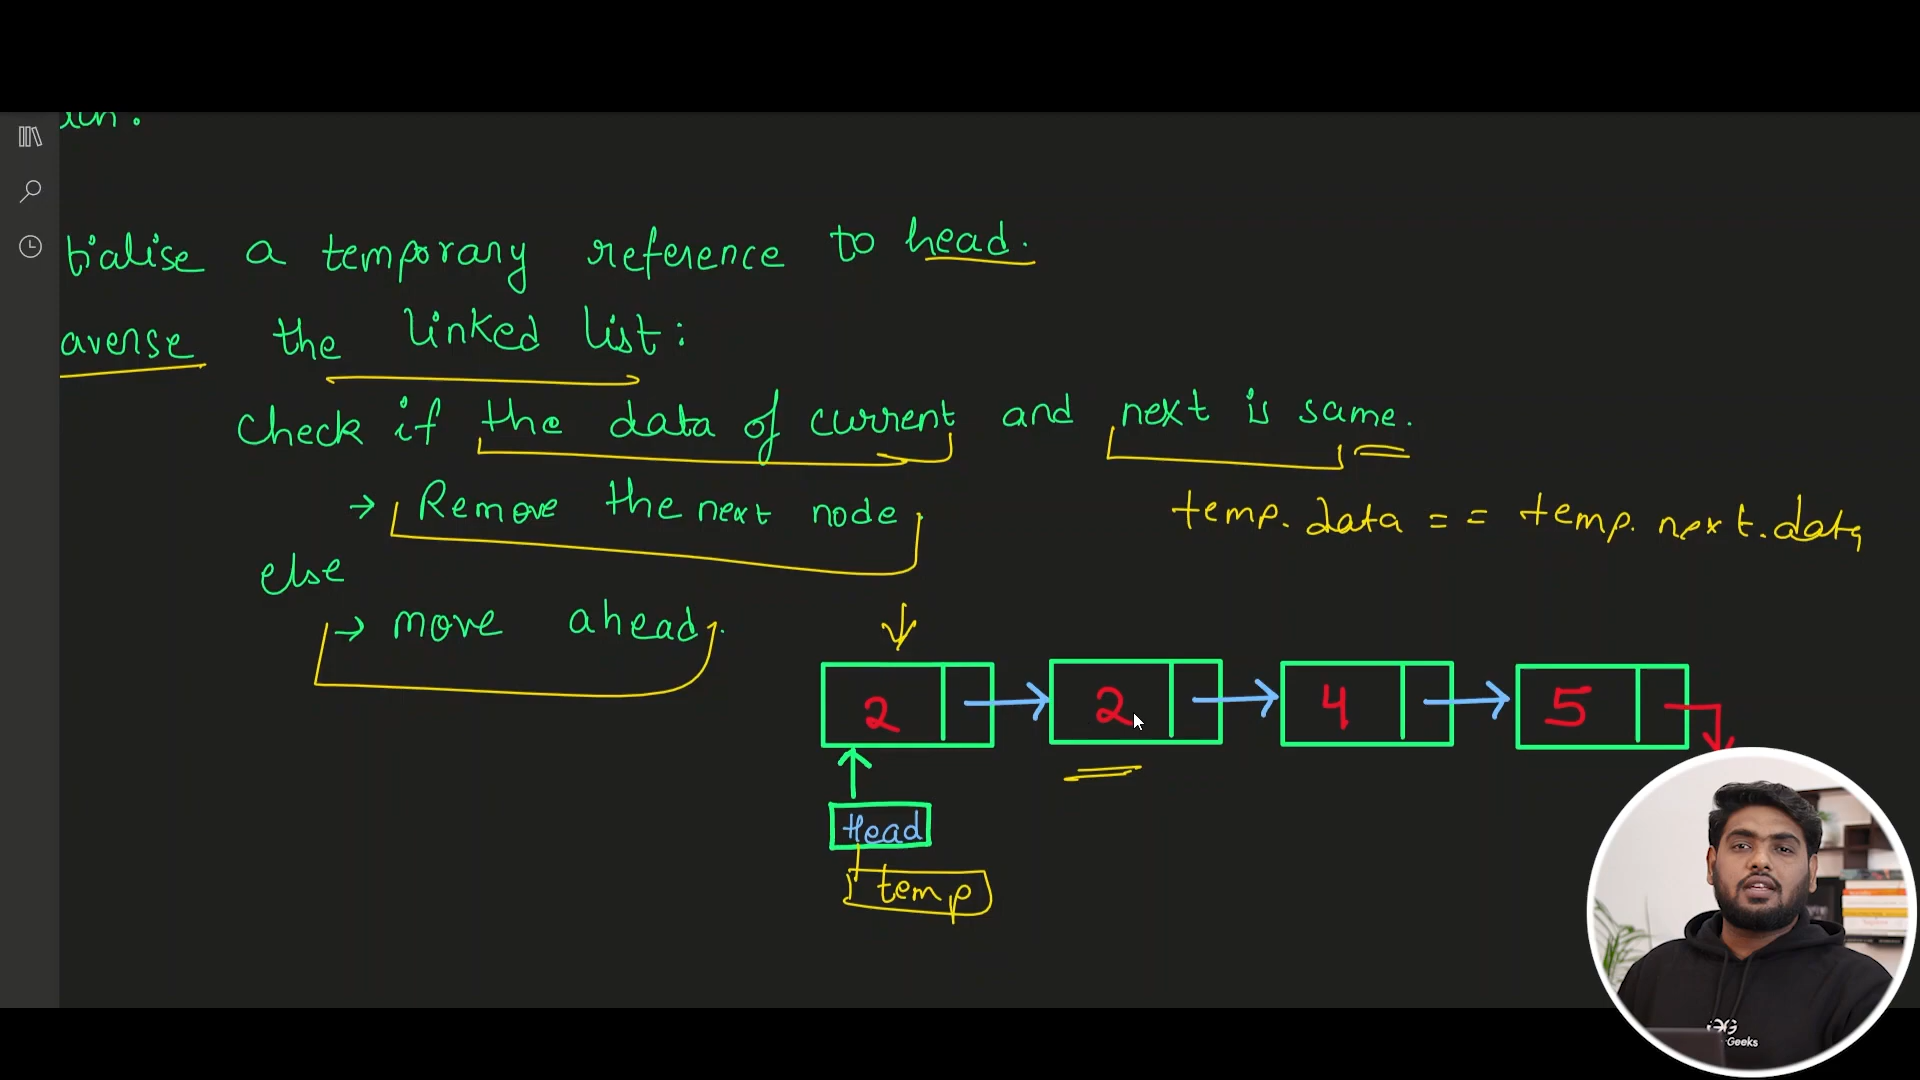 tialise a temporary reference to head.
averse the linked list:
check if the data of current and next is same.
→ Remove the next node
temp.data == temp.next.data
else
→ move ahead.
2 2 4 5
Head
temp
Geeks